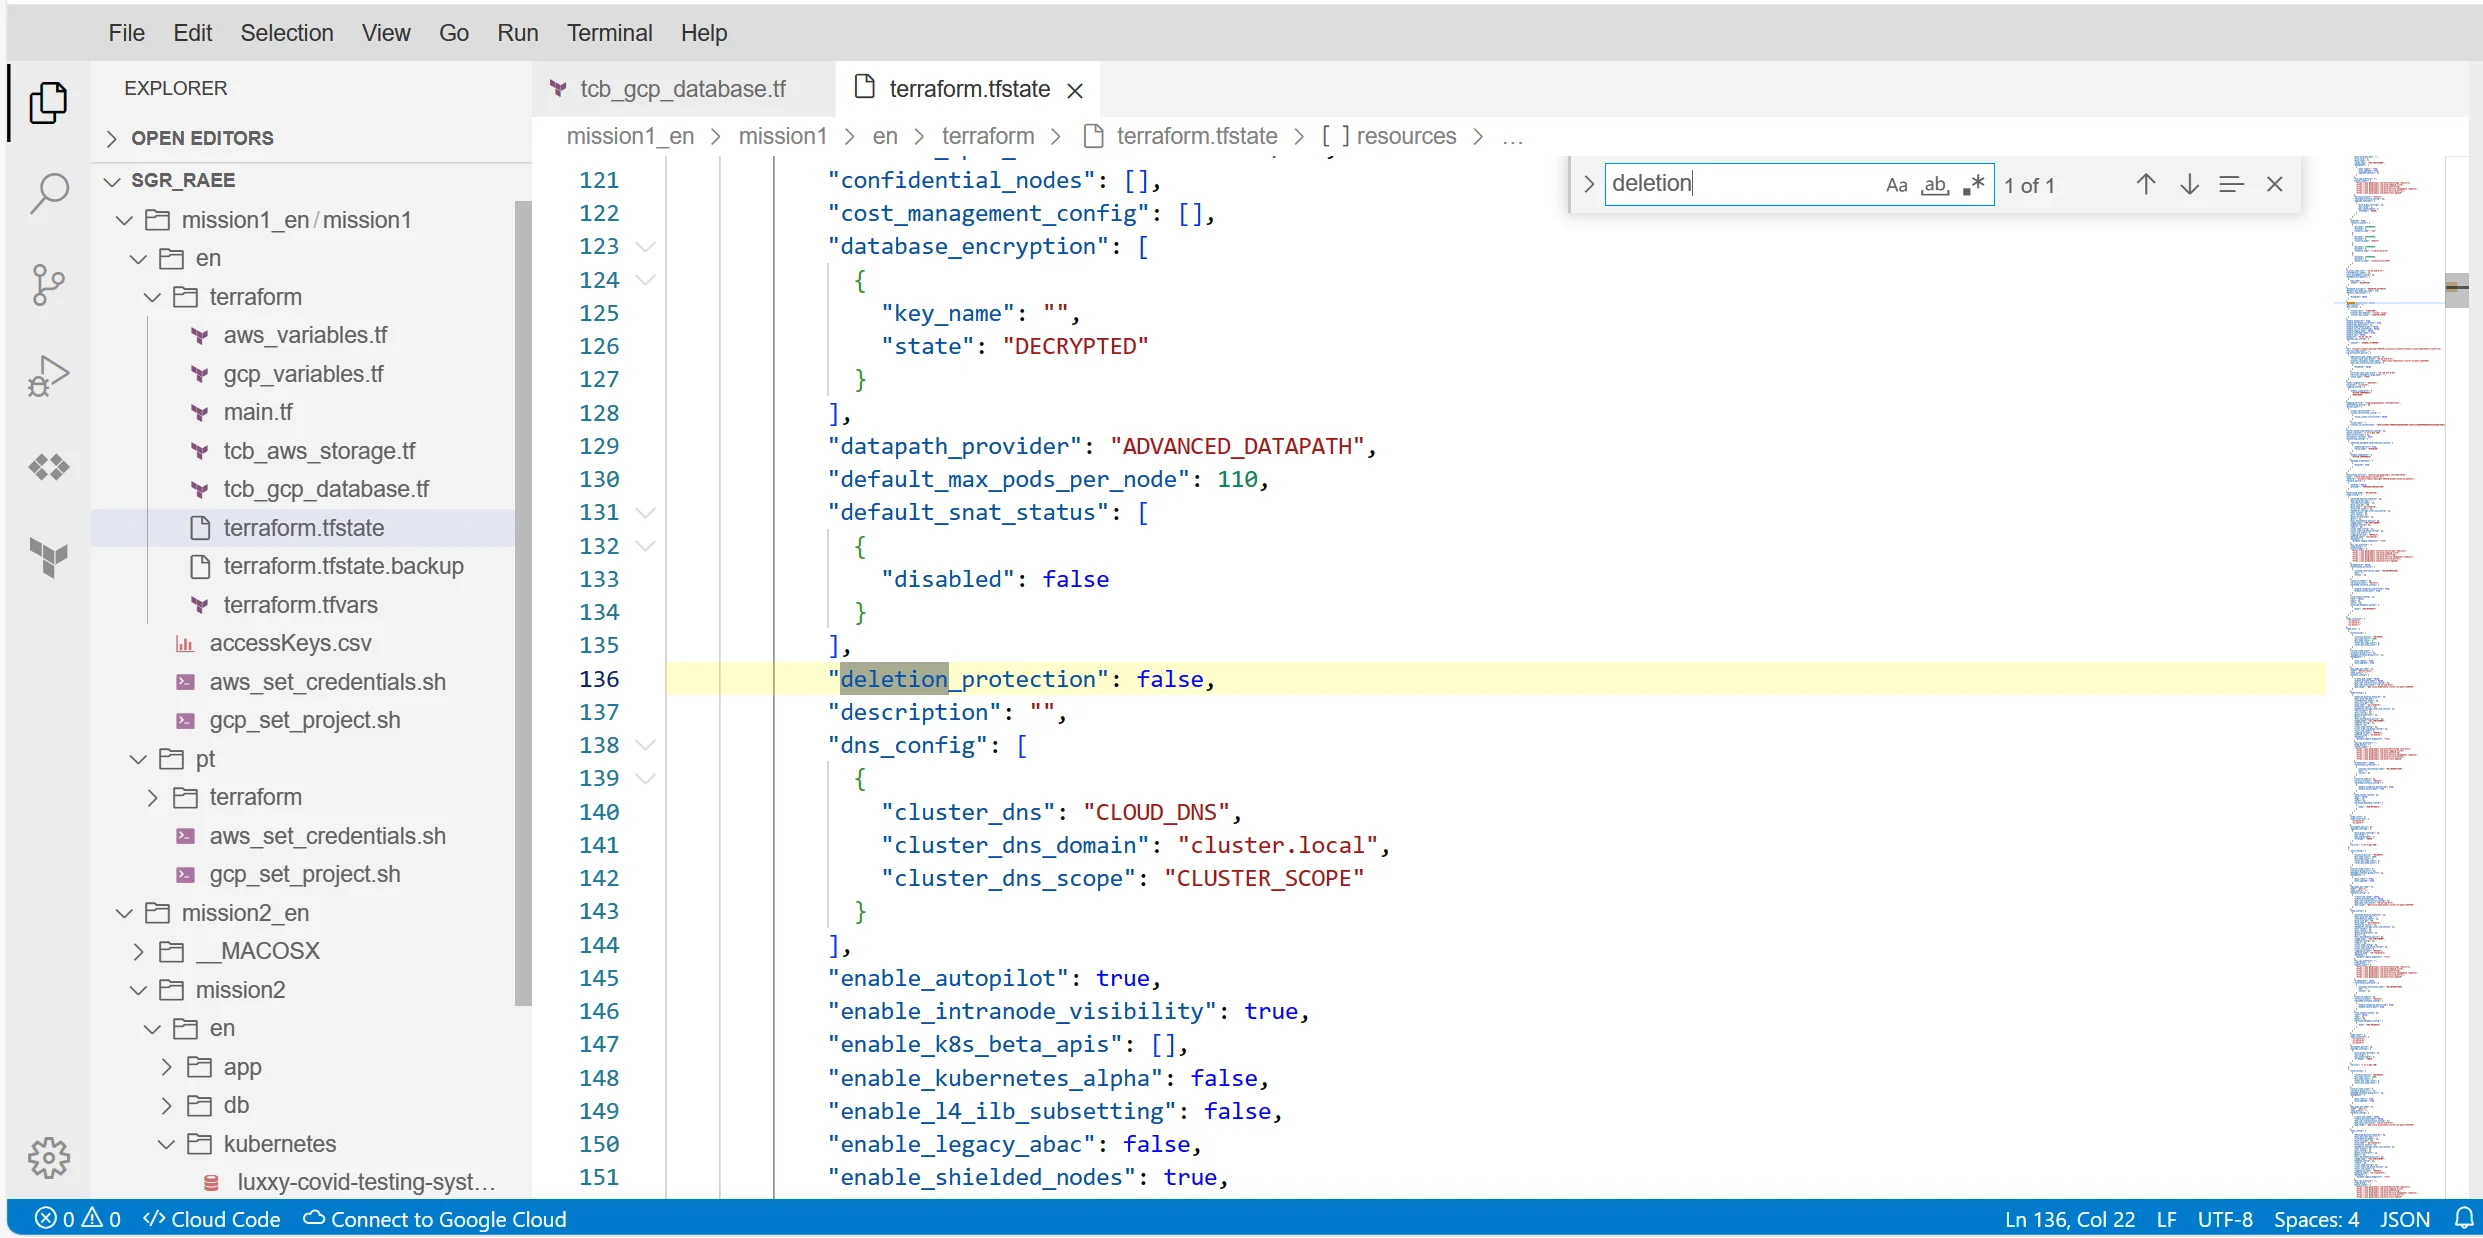 File Edit Selection View Go Run Terminal Help
EXPLORER
OPEN EDITORS
SGR_RAEE
mission1_en / mission1
en
terraform
aws_variables.tf
gcp_variables.tf
main.tf
tcb_aws_storage.tf
tcb_gcp_database.tf
terraform.tfstate
terraform.tfstate.backup
terraform.tfvars
accessKeys.csv
aws_set_credentials.sh
gcp_set_project.sh
pt
terraform
aws_set_credentials.sh
gcp_set_project.sh
mission2_en
__MACOSX
mission2
en
app
db
kubernetes
luxxy-covid-testing-syst...
tcb_gcp_database.tf terraform.tfstate
mission1_en > mission1 > en > terraform > terraform.tfstate > [ ] resources > ...
deletion Aa ab .* 1 of 1
121 "confidential_nodes": [],
122 "cost_management_config": [],
123 "database_encryption": [
124 {
125 "key_name": "",
126 "state": "DECRYPTED"
127 }
128 ],
129 "datapath_provider": "ADVANCED_DATAPATH",
130 "default_max_pods_per_node": 110,
131 "default_snat_status": [
132 {
133 "disabled": false
134 }
135 ],
136 "deletion_protection": false,
137 "description": "",
138 "dns_config": [
139 {
140 "cluster_dns": "CLOUD_DNS",
141 "cluster_dns_domain": "cluster.local",
142 "cluster_dns_scope": "CLUSTER_SCOPE"
143 }
144 ],
145 "enable_autopilot": true,
146 "enable_intranode_visibility": true,
147 "enable_k8s_beta_apis": [],
148 "enable_kubernetes_alpha": false,
149 "enable_l4_ilb_subsetting": false,
150 "enable_legacy_abac": false,
151 "enable_shielded_nodes": true,
0 0 </> Cloud Code Connect to Google Cloud Ln 136, Col 22 LF UTF-8 Spaces: 4 JSON